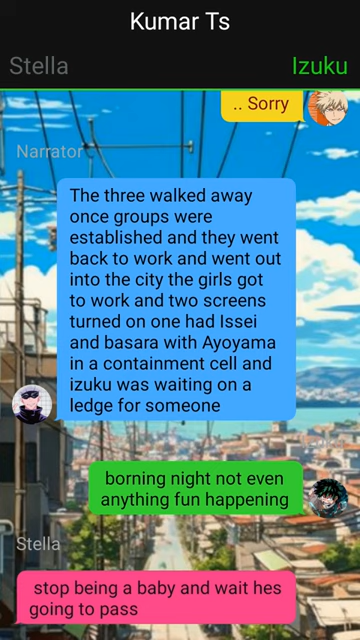 Kumar Ts
Stella
Izuku
.. Sorry
Narrator
The three walked away
once groups were
established and they went
back to work and went out
into the city the girls got
to work and two screens
turned on one had Issei
and basara with Ayoyama
in a containment cell and
izuku was waiting on a
ledge for someone
borning night not even
anything fun happening
Stella
stop being a baby and wait hes
going to pass